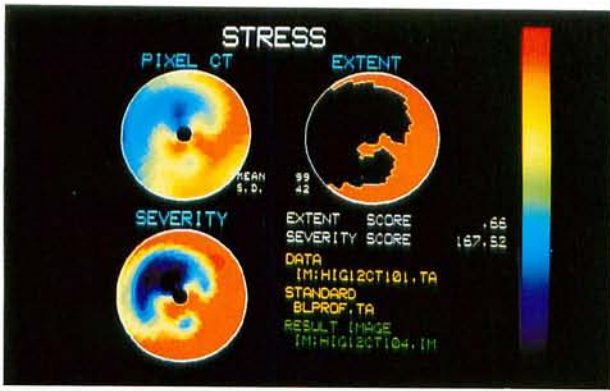 STRESS
PIXEL CT
EXTENT
MEAN 99
S.D. 42
SEVERITY
EXTENT SCORE .66
SEVERITY SCORE 167.52
DATA
IM:HIG12CT101.TA
STANDARD
BLPROF.TA
RESULT IMAGE
IM:HIG12CT104.IM